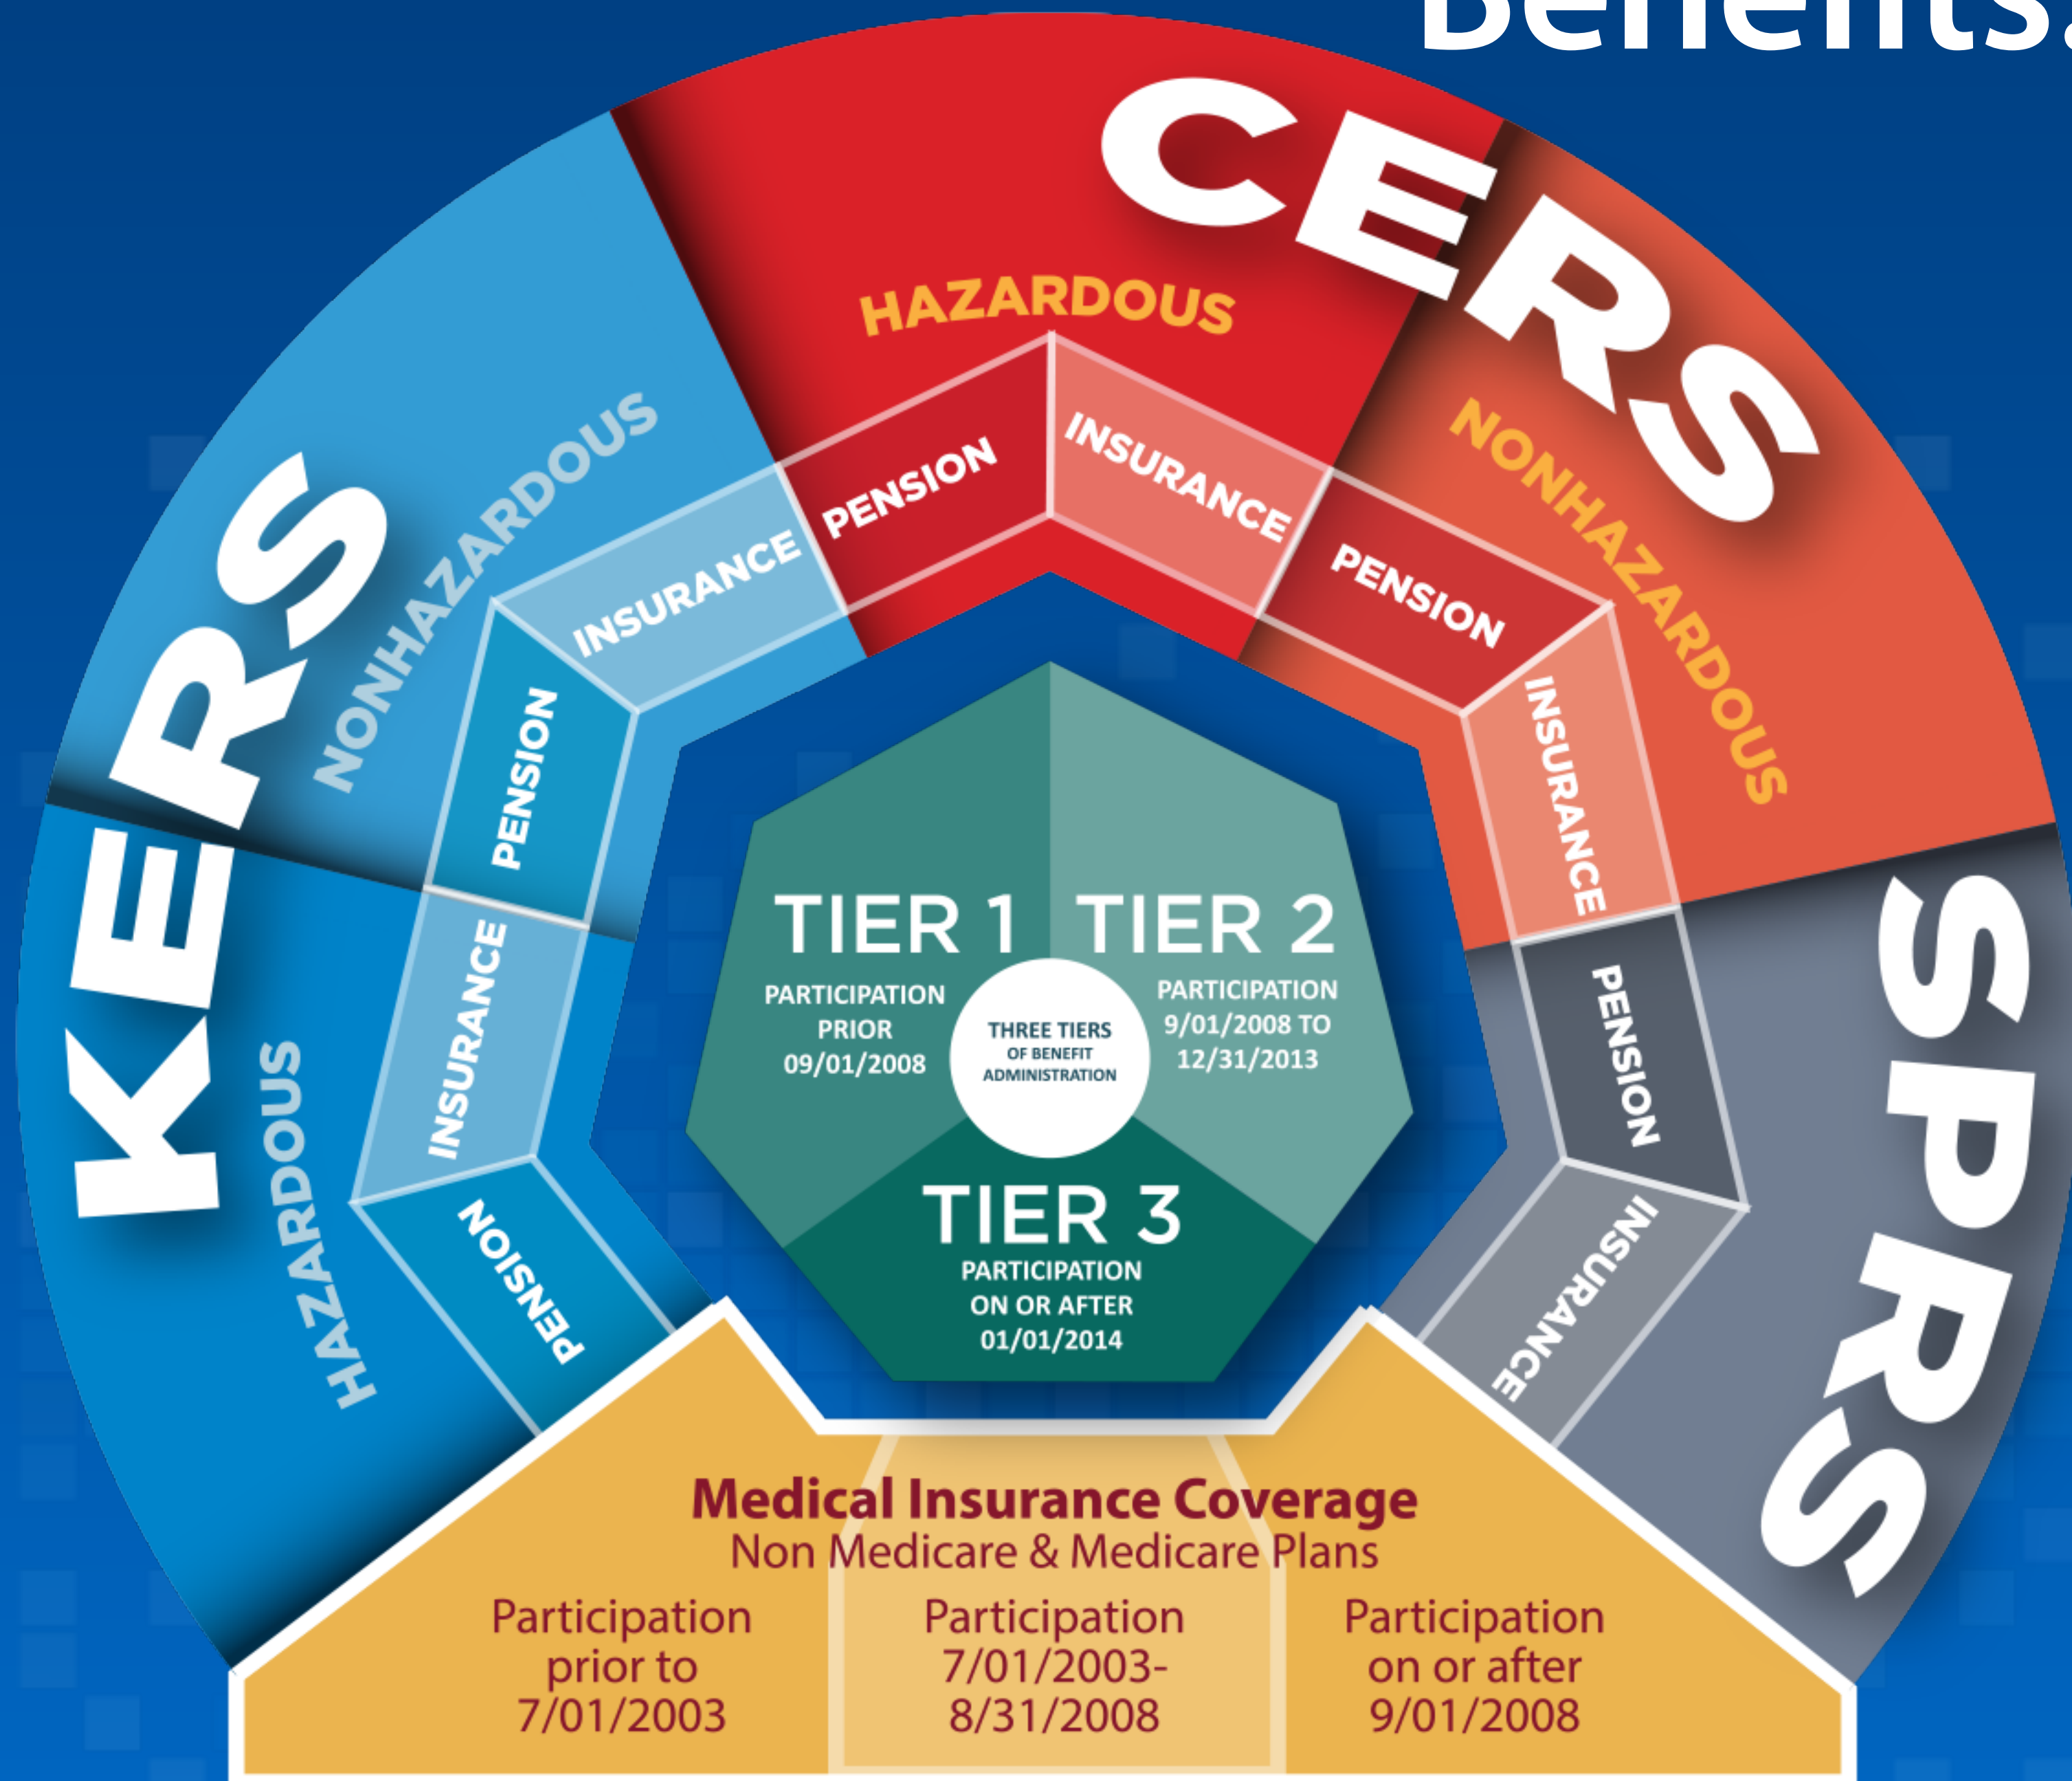 Benefits.
KERS
HAZARDOUS
PENSION
INSURANCE
NONHAZARDOUS
PENSION
INSURANCE
CERS
HAZARDOUS
PENSION
INSURANCE
NONHAZARDOUS
PENSION
INSURANCE
SPRS
PENSION
INSURANCE
TIER 1
PARTICIPATION
PRIOR
09/01/2008
TIER 2
PARTICIPATION
9/01/2008 TO
12/31/2013
THREE TIERS
OF BENEFIT
ADMINISTRATION
TIER 3
PARTICIPATION
ON OR AFTER
01/01/2014
Medical Insurance Coverage
Non Medicare & Medicare Plans
Participation
prior to
7/01/2003
Participation
7/01/2003-
8/31/2008
Participation
on or after
9/01/2008